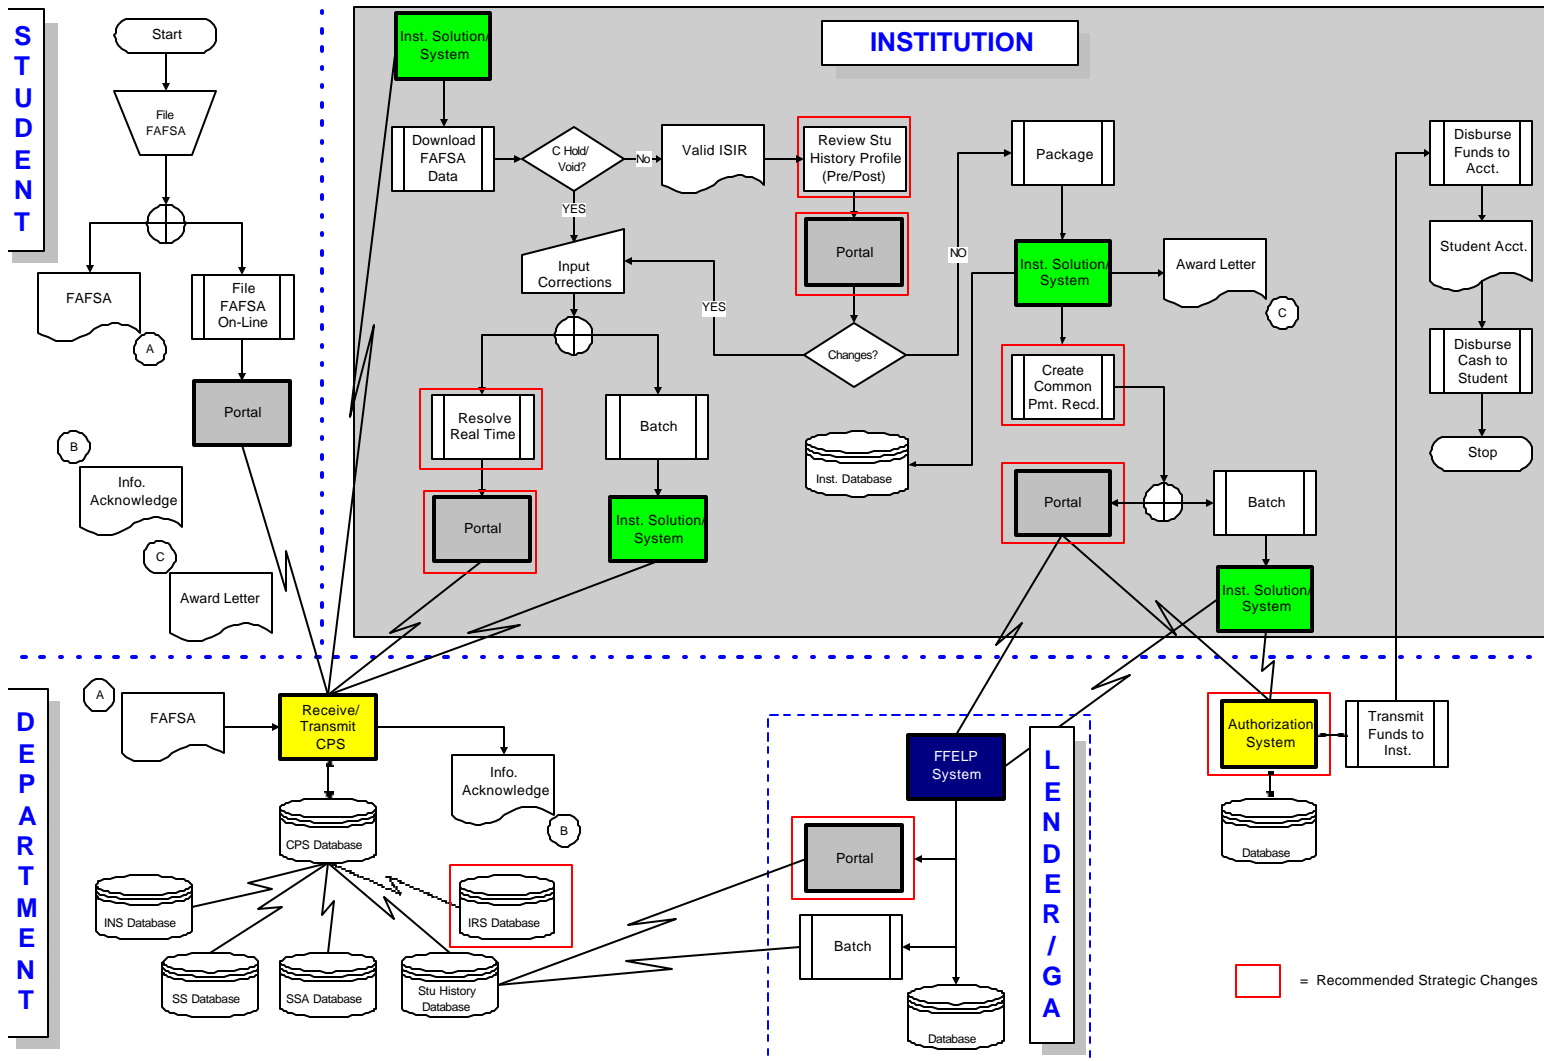 STUDENT
Start
File
FAFSA
FAFSA
A
File
FAFSA
On-Line
Portal
B
Info.
Acknowledge
C
Award Letter
INSTITUTION
Inst. Solution/
System
Download
FAFSA
Data
C Hold/
Void?
No
YES
Valid ISIR
Review Stu
History Profile
(Pre/Post)
Portal
Input
Corrections
YES
Changes?
NO
Resolve
Real Time
Portal
Batch
Inst. Solution/
System
Package
Inst. Solution/
System
Award Letter
C
Create
Common
Pmt. Recd.
Inst. Database
Portal
Batch
Inst. Solution/
System
Disburse
Funds to
Acct.
Student Acct.
Disburse
Cash to
Student
Stop
DEPARTMENT
A
FAFSA
Receive/
Transmit
CPS
Info.
Acknowledge
B
CPS Database
INS Database
SS Database
SSA Database
Stu History
Database
IRS Database
LENDER/GA
FFELP
System
Portal
Batch
Database
Authorization
System
Transmit
Funds to
Inst.
Database
= Recommended Strategic Changes